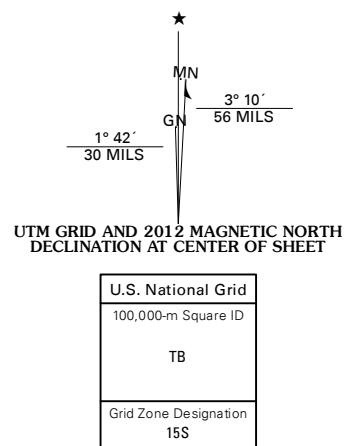 MN
3° 10´
56 MILS
GN
1° 42´
30 MILS
UTM GRID AND 2012 MAGNETIC NORTH
DECLINATION AT CENTER OF SHEET
U.S. National Grid
100,000-m Square ID
TB
Grid Zone Designation
15S